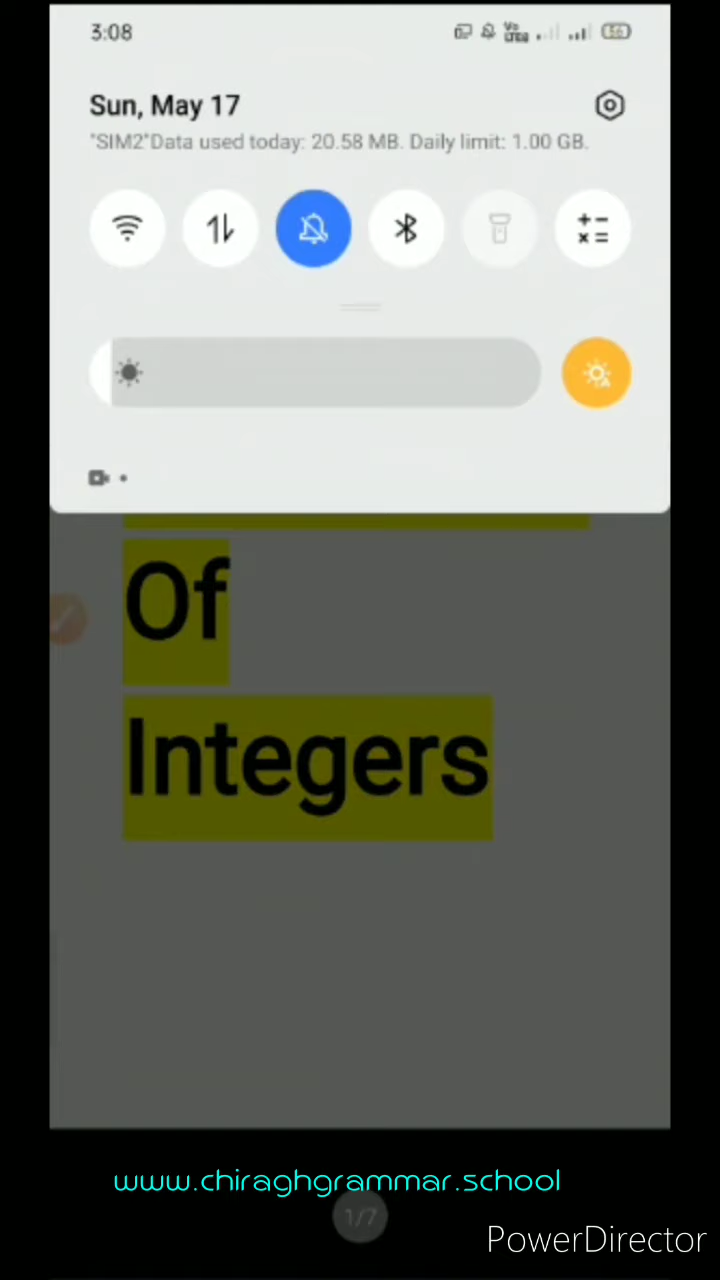 3:08
56
Sun, May 17
"SIM2"Data used today: 20.58 MB. Daily limit: 1.00 GB.
Of
Integers
www.chiraghgrammar.school
1/7
PowerDirector